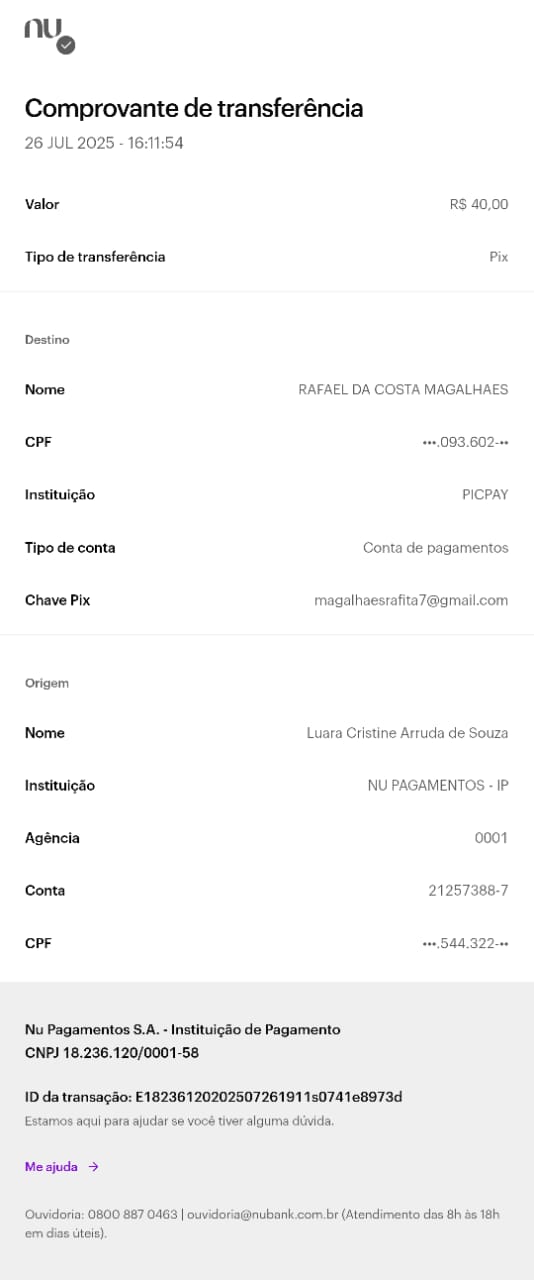 nu
Comprovante de transferência
26 JUL 2025 - 16:11:54
Valor R$ 40,00
Tipo de transferência Pix
Destino
Nome RAFAEL DA COSTA MAGALHAES
CPF •••.093.602-••
Instituição PICPAY
Tipo de conta Conta de pagamentos
Chave Pix magalhaesrafita7@gmail.com
Origem
Nome Luara Cristine Arruda de Souza
Instituição NU PAGAMENTOS - IP
Agência 0001
Conta 21257388-7
CPF •••.544.322-••
Nu Pagamentos S.A. - Instituição de Pagamento
CNPJ 18.236.120/0001-58
ID da transação: E18236120202507261911s0741e8973d
Estamos aqui para ajudar se você tiver alguma dúvida.
Me ajuda →
Ouvidoria: 0800 887 0463 | ouvidoria@nubank.com.br (Atendimento das 8h às 18h
em dias úteis).